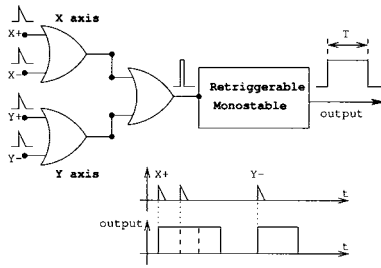 X axis
T
X+
X-
Retriggerable
Monostable
Y+
output
Y-
Y axis
X+
Y-
t
output
t